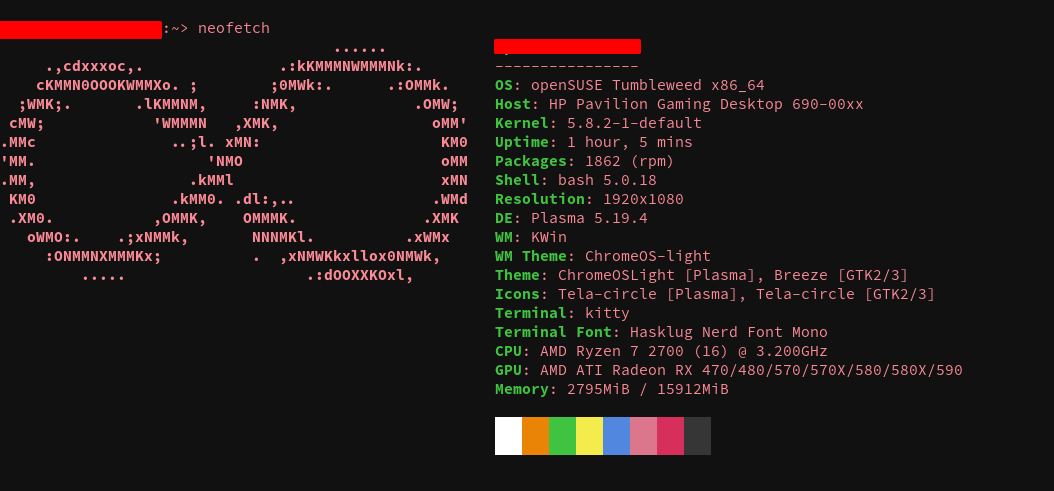 :~> neofetch
......
.,cdxxxoc,. .:kKMMMNWMMMNk:.
cKMMN0OOOKWMMXo. ; ;0MWk:. .:OMMk.
;WMK;. .lKMMNM, :NMK, .OMW;
cMW; 'WMMMN ,XMK, oMM'
.MMc ..;l. xMN: KM0
'MM. 'NMO oMM
.MM, .kMMl xMN
KM0 .kMM0. .dl:,.. .WMd
.XM0. ,OMMK, OMMMK. .XMK
oWMO:. .;xNMMk, NNNMKl. .xWMx
:ONMMNXMMMKx; . ,xNMWKkxllox0NMWk,
..... .:dOOXXKOxl,
----------------
OS: openSUSE Tumbleweed x86_64
Host: HP Pavilion Gaming Desktop 690-00xx
Kernel: 5.8.2-1-default
Uptime: 1 hour, 5 mins
Packages: 1862 (rpm)
Shell: bash 5.0.18
Resolution: 1920x1080
DE: Plasma 5.19.4
WM: KWin
WM Theme: ChromeOS-light
Theme: ChromeOSLight [Plasma], Breeze [GTK2/3]
Icons: Tela-circle [Plasma], Tela-circle [GTK2/3]
Terminal: kitty
Terminal Font: Hasklug Nerd Font Mono
CPU: AMD Ryzen 7 2700 (16) @ 3.200GHz
GPU: AMD ATI Radeon RX 470/480/570/570X/580/580X/590
Memory: 2795MiB / 15912MiB